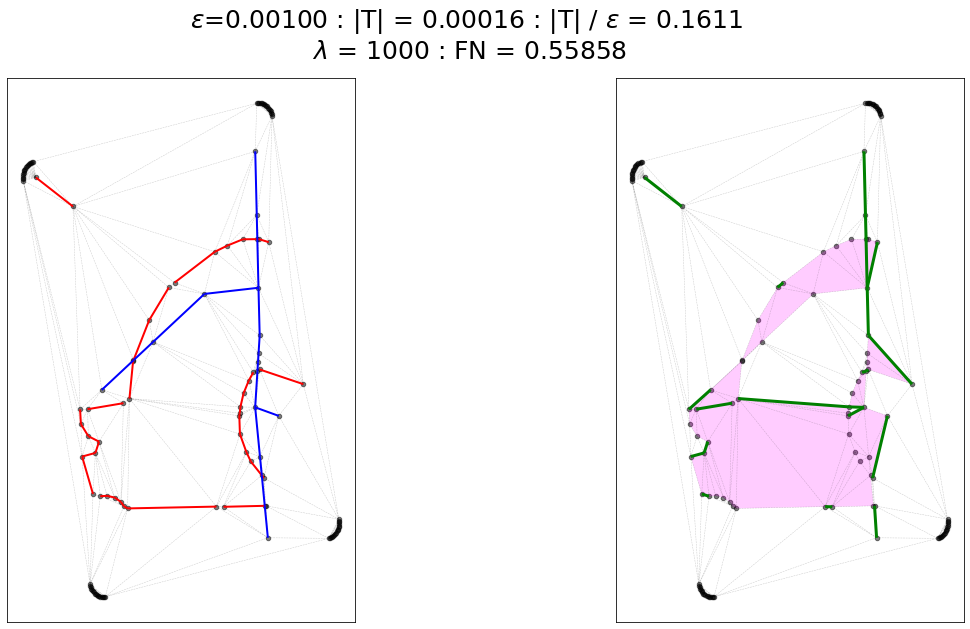 ε=0.00100 : |T| = 0.00016 : |T| / ε = 0.1611
λ = 1000 : FN = 0.55858